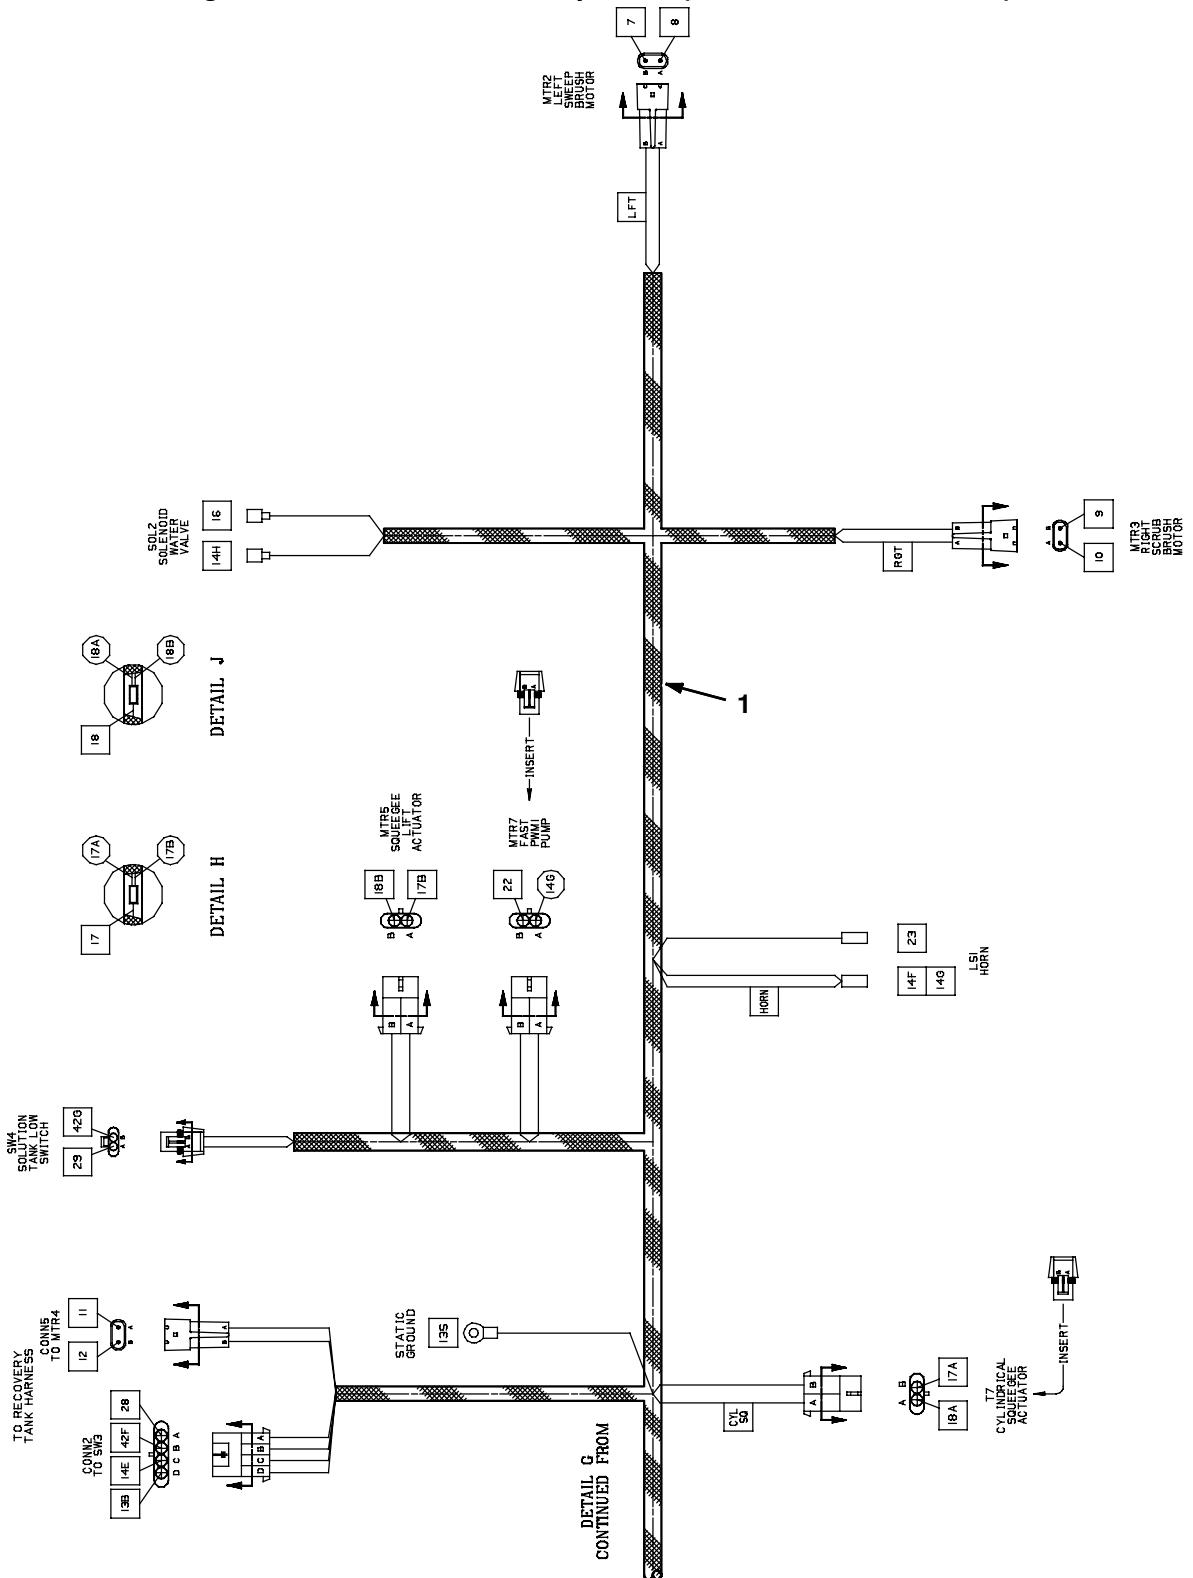 7
8
B
A
MTR2
LEFT
SWEEP
BRUSH
MOTOR
B
A
LFT
SOL2
SOLENOID
WATER
VALVE
16
14H
RGT
B
A
B
A
9
10
MTR3
RIGHT
SCRUB
BRUSH
MOTOR
18A
18B
18
DETAIL J
1
17A
17B
17
DETAIL H
INSERT
B
A
MTR5
SQUEEGEE
LIFT
ACTUATOR
18B
17B
B
A
B
A
MTR7
FAST
PWM1
PUMP
22
14G
B
A
B
A
23
14F
14G
LS1
HORN
HORN
SW4
SOLUTION
TANK LOW
SWITCH
42G
29
B
A
TO RECOVERY
TANK HARNESS
CONN5
TO MTR4
11
12
A
B
A
B
CONN2
TO SW3
28
42F
14E
13B
A
B
C
D
A
B
C
D
STATIC
GROUND
13S
DETAIL G
CONTINUED FROM
CYL
SQ
B
A
B
A
17A
18A
T7
CYLINDRICAL
SQUEEGEE
ACTUATOR
INSERT
B
A